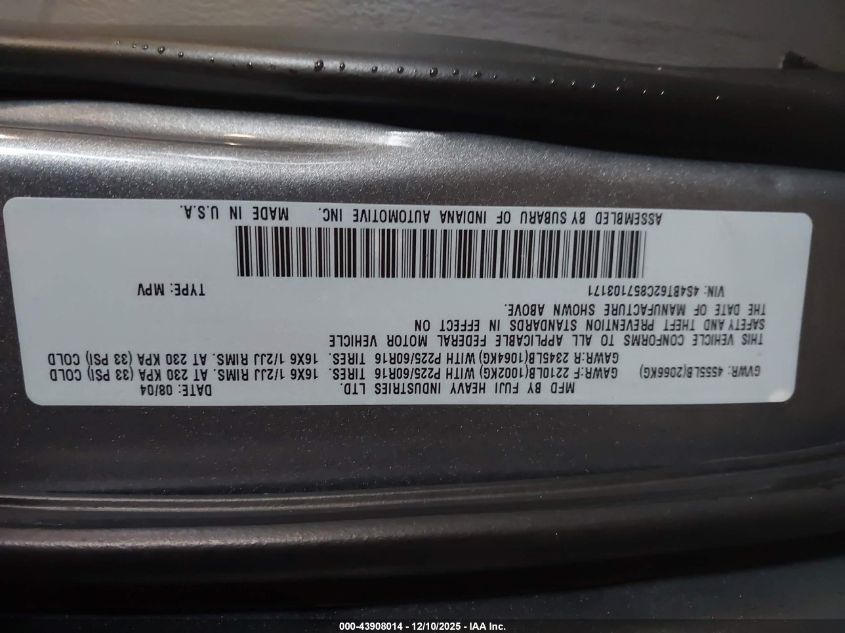 MFD BY FUJI HEAVY INDUSTRIES LTD. DATE: 08/04
GVWR: 4555LB(2066KG) GAWR:F 2210LB(1002KG) WITH P225/60R16 TIRES. 16X6 1/2JJ RIMS. AT 230 KPA (33 PSI) COLD
GAWR:R 2345LB(1064KG) WITH P225/60R16 TIRES. 16X6 1/2JJ RIMS. AT 230 KPA (33 PSI) COLD
THIS VEHICLE CONFORMS TO ALL APPLICABLE FEDERAL MOTOR VEHICLE
SAFETY AND THEFT PREVENTION STANDARDS IN EFFECT ON
THE DATE OF MANUFACTURE SHOWN ABOVE.
VIN: 4S4BT62C857103171 TYPE: MPV
ASSEMBLED BY SUBARU OF INDIANA AUTOMOTIVE INC. MADE IN U.S.A.
000-43908014 - 12/10/2025 - IAA Inc.